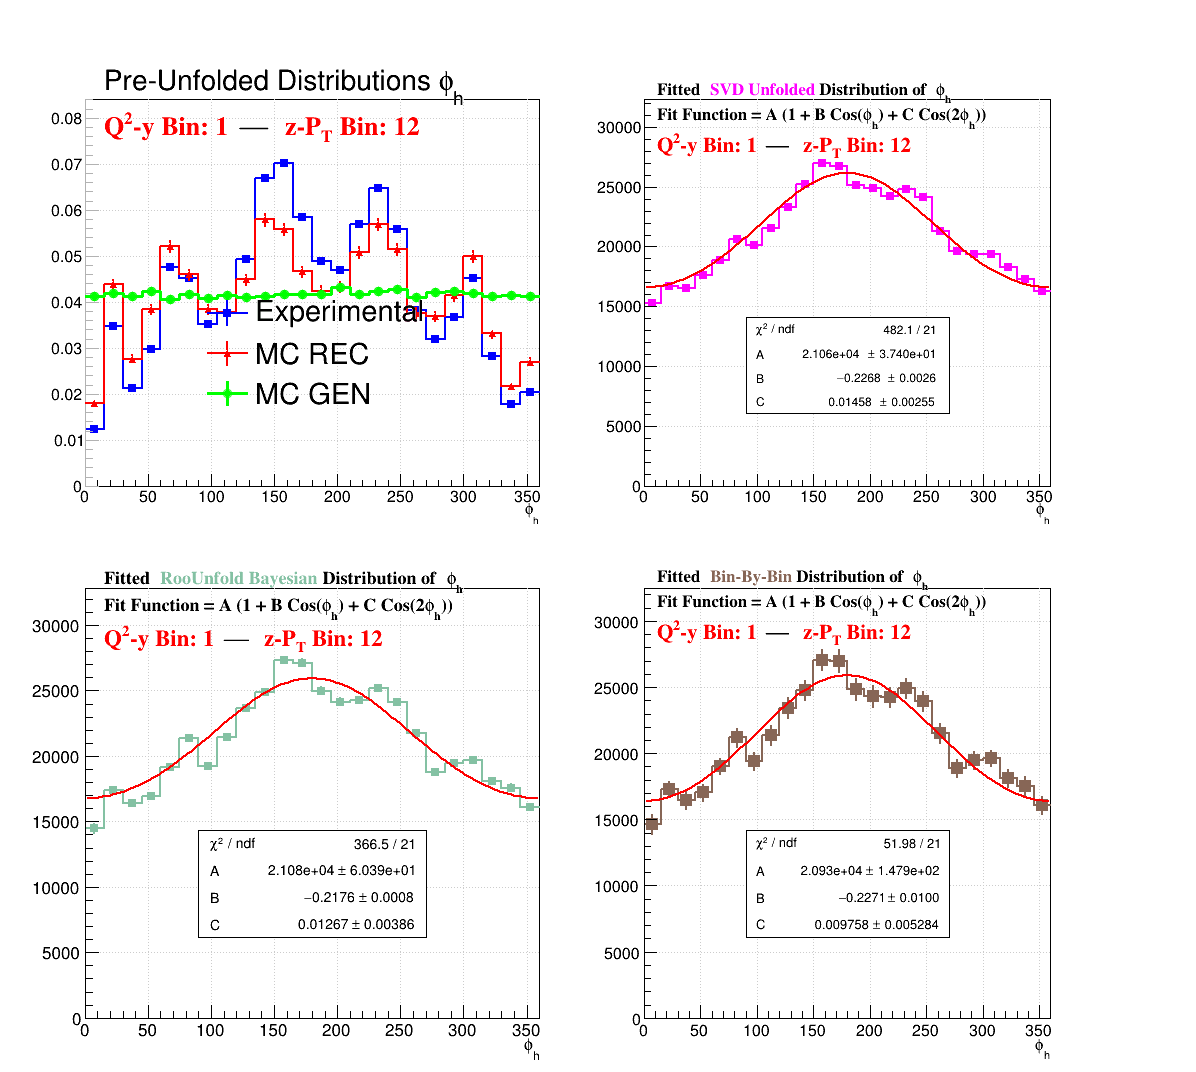 Pre-Unfolded Distributions ϕh
Q²-y Bin: 1 — z-PT Bin: 12
0.08
0.07
0.06
0.05
0.04
0.03
0.02
0.01
0
Experimental
MC REC
MC GEN
0 50 100 150 200 250 300 350
ϕh
Fitted SVD Unfolded Distribution of ϕh
Fit Function = A (1 + B Cos(ϕh) + C Cos(2ϕh))
Q²-y Bin: 1 — z-PT Bin: 12
30000
25000
20000
15000
10000
5000
0
χ² / ndf 482.1 / 21
A 2.106e+04 ± 3.740e+01
B −0.2268 ± 0.0026
C 0.01458 ± 0.00255
0 50 100 150 200 250 300 350
ϕh
Fitted RooUnfold Bayesian Distribution of ϕh
Fit Function = A (1 + B Cos(ϕh) + C Cos(2ϕh))
Q²-y Bin: 1 — z-PT Bin: 12
30000
25000
20000
15000
10000
5000
0
χ² / ndf 366.5 / 21
A 2.108e+04 ± 6.039e+01
B −0.2176 ± 0.0008
C 0.01267 ± 0.00386
0 50 100 150 200 250 300 350
ϕh
Fitted Bin-By-Bin Distribution of ϕh
Fit Function = A (1 + B Cos(ϕh) + C Cos(2ϕh))
Q²-y Bin: 1 — z-PT Bin: 12
30000
25000
20000
15000
10000
5000
0
χ² / ndf 51.98 / 21
A 2.093e+04 ± 1.479e+02
B −0.2271 ± 0.0100
C 0.009758 ± 0.005284
0 50 100 150 200 250 300 350
ϕh